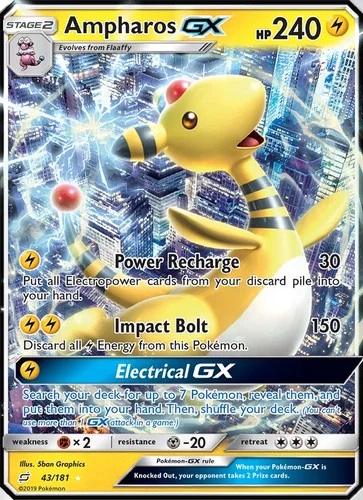 STAGE2 Ampharos GX HP240
Evolves from Flaaffy
Power Recharge 30
Put all Electropower cards from your discard pile into
your hand.
Impact Bolt 150
Discard all Energy from this Pokémon.
Electrical GX
Search your deck for up to 7 Pokémon, reveal them, and
put them into your hand. Then, shuffle your deck. (You can't
use more than 1 GX attack in a game.)
weakness ×2 resistance -20 retreat
Illus. 5ban Graphics
43/181
©2019 Pokémon
Pokémon-GX rule
When your Pokémon-GX is
Knocked Out, your opponent takes 2 Prize cards.